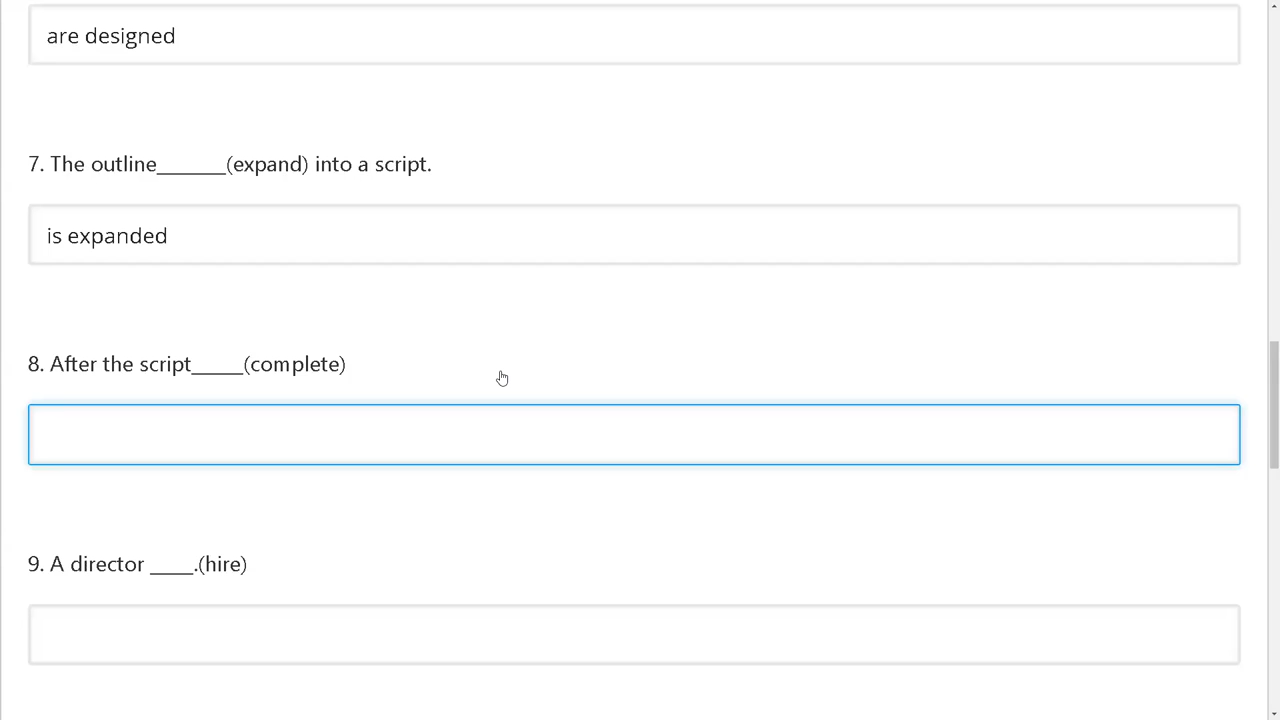 are designed
7. The outline_______(expand) into a script.
is expanded
8. After the script_____(complete)
9. A director ____.(hire)